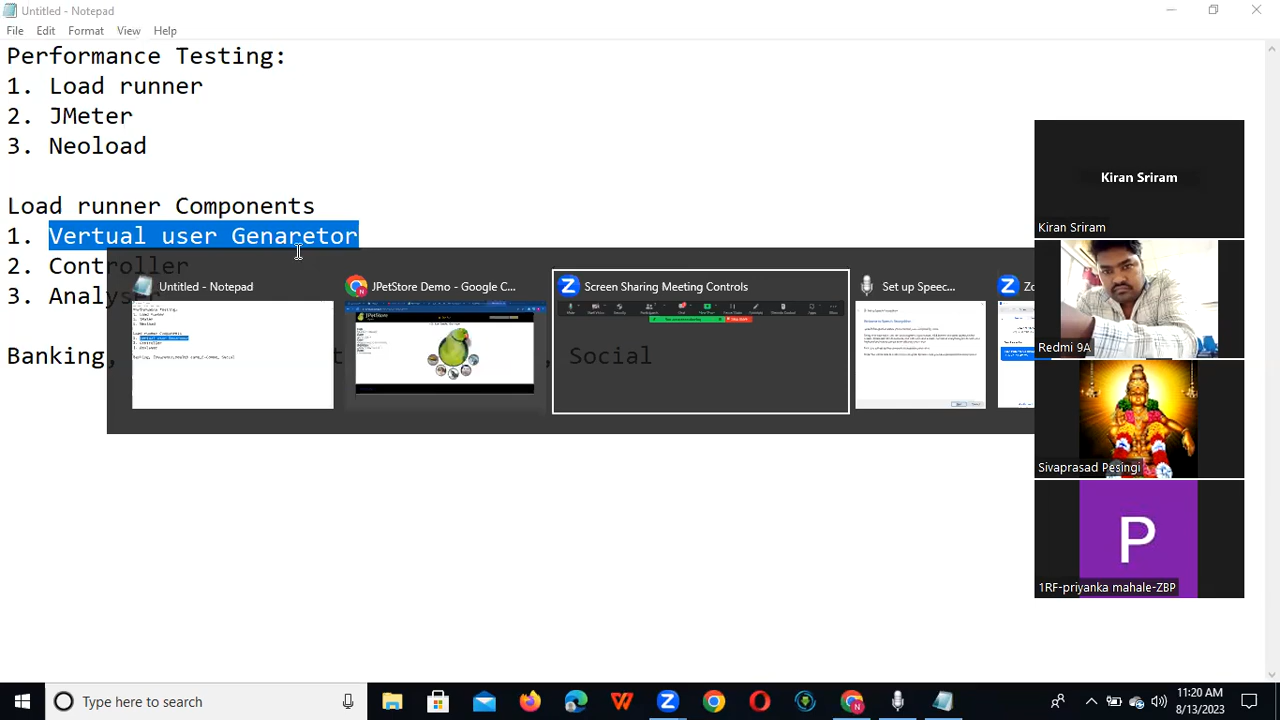 Untitled - Notepad
File Edit Format View Help
Performance Testing:
1. Load runner
2. JMeter
3. Neoload
Load runner Components
1. Vertual user Genaretor
2. Controller
3. Analyser
Banking, , Social
Untitled - Notepad
JPetStore Demo - Google C...
Screen Sharing Meeting Controls
Set up Speec...
Zo
Kiran Sriram
Kiran Sriram
Redmi 9A
Sivaprasad Pesingi
P
1RF-priyanka mahale-ZBP
Type here to search
11:20 AM
8/13/2023